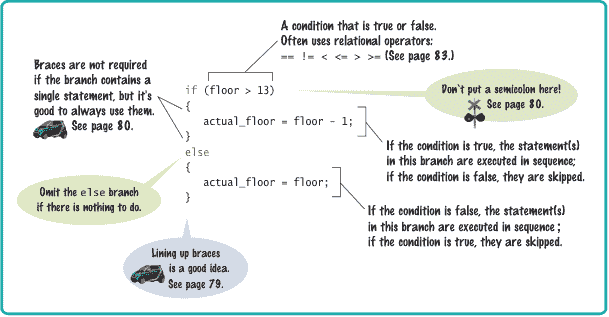 A condition that is true or false.
Often uses relational operators:
== != < <= > >= (See page 83.)
Braces are not required
if the branch contains a
single statement, but it's
good to always use them.
See page 80.
if (floor > 13)
{
actual_floor = floor - 1;
}
else
{
actual_floor = floor;
}
Don't put a semicolon here!
See page 80.
If the condition is true, the statement(s)
in this branch are executed in sequence;
if the condition is false, they are skipped.
Omit the else branch
if there is nothing to do.
If the condition is false, the statement(s)
in this branch are executed in sequence;
if the condition is true, they are skipped.
Lining up braces
is a good idea.
See page 79.